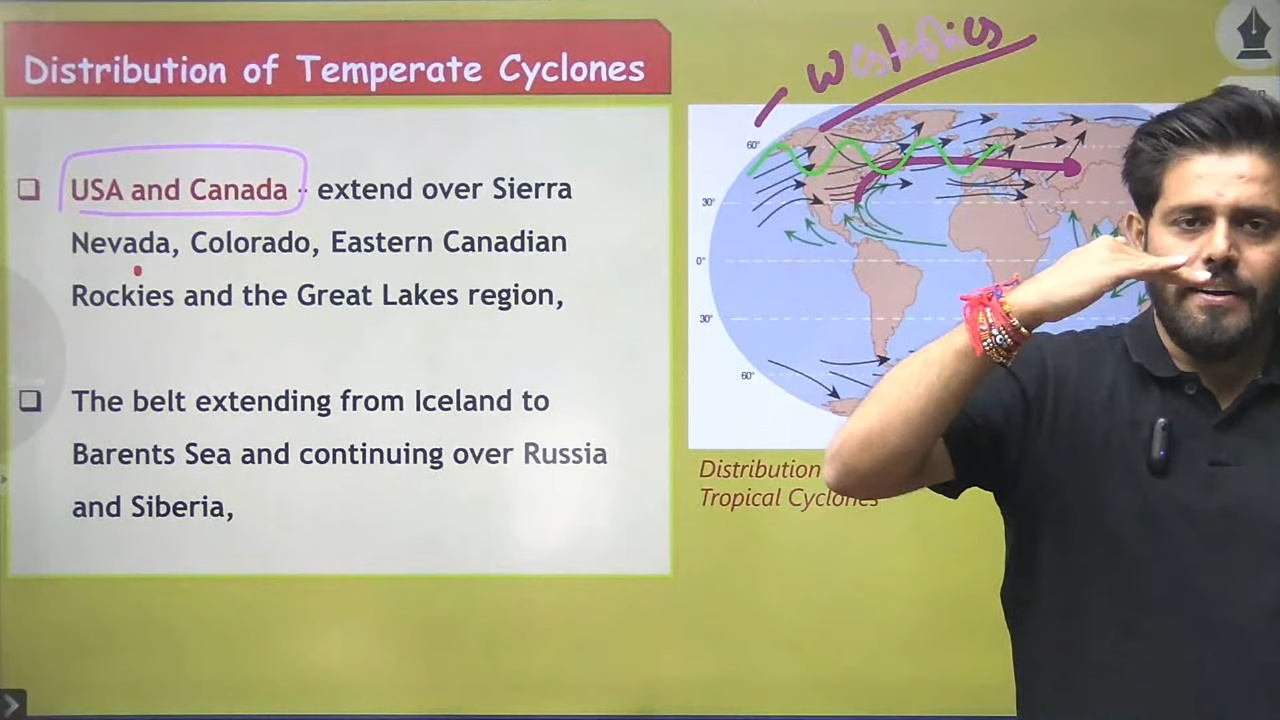 Distribution of Temperate Cyclones
- westerlies
❑ USA and Canada - extend over Sierra
Nevada, Colorado, Eastern Canadian
Rockies and the Great Lakes region,
❑ The belt extending from Iceland to
Barents Sea and continuing over Russia
and Siberia,
60°
30°
0°
30°
60°
Distribution
Tropical Cyclones